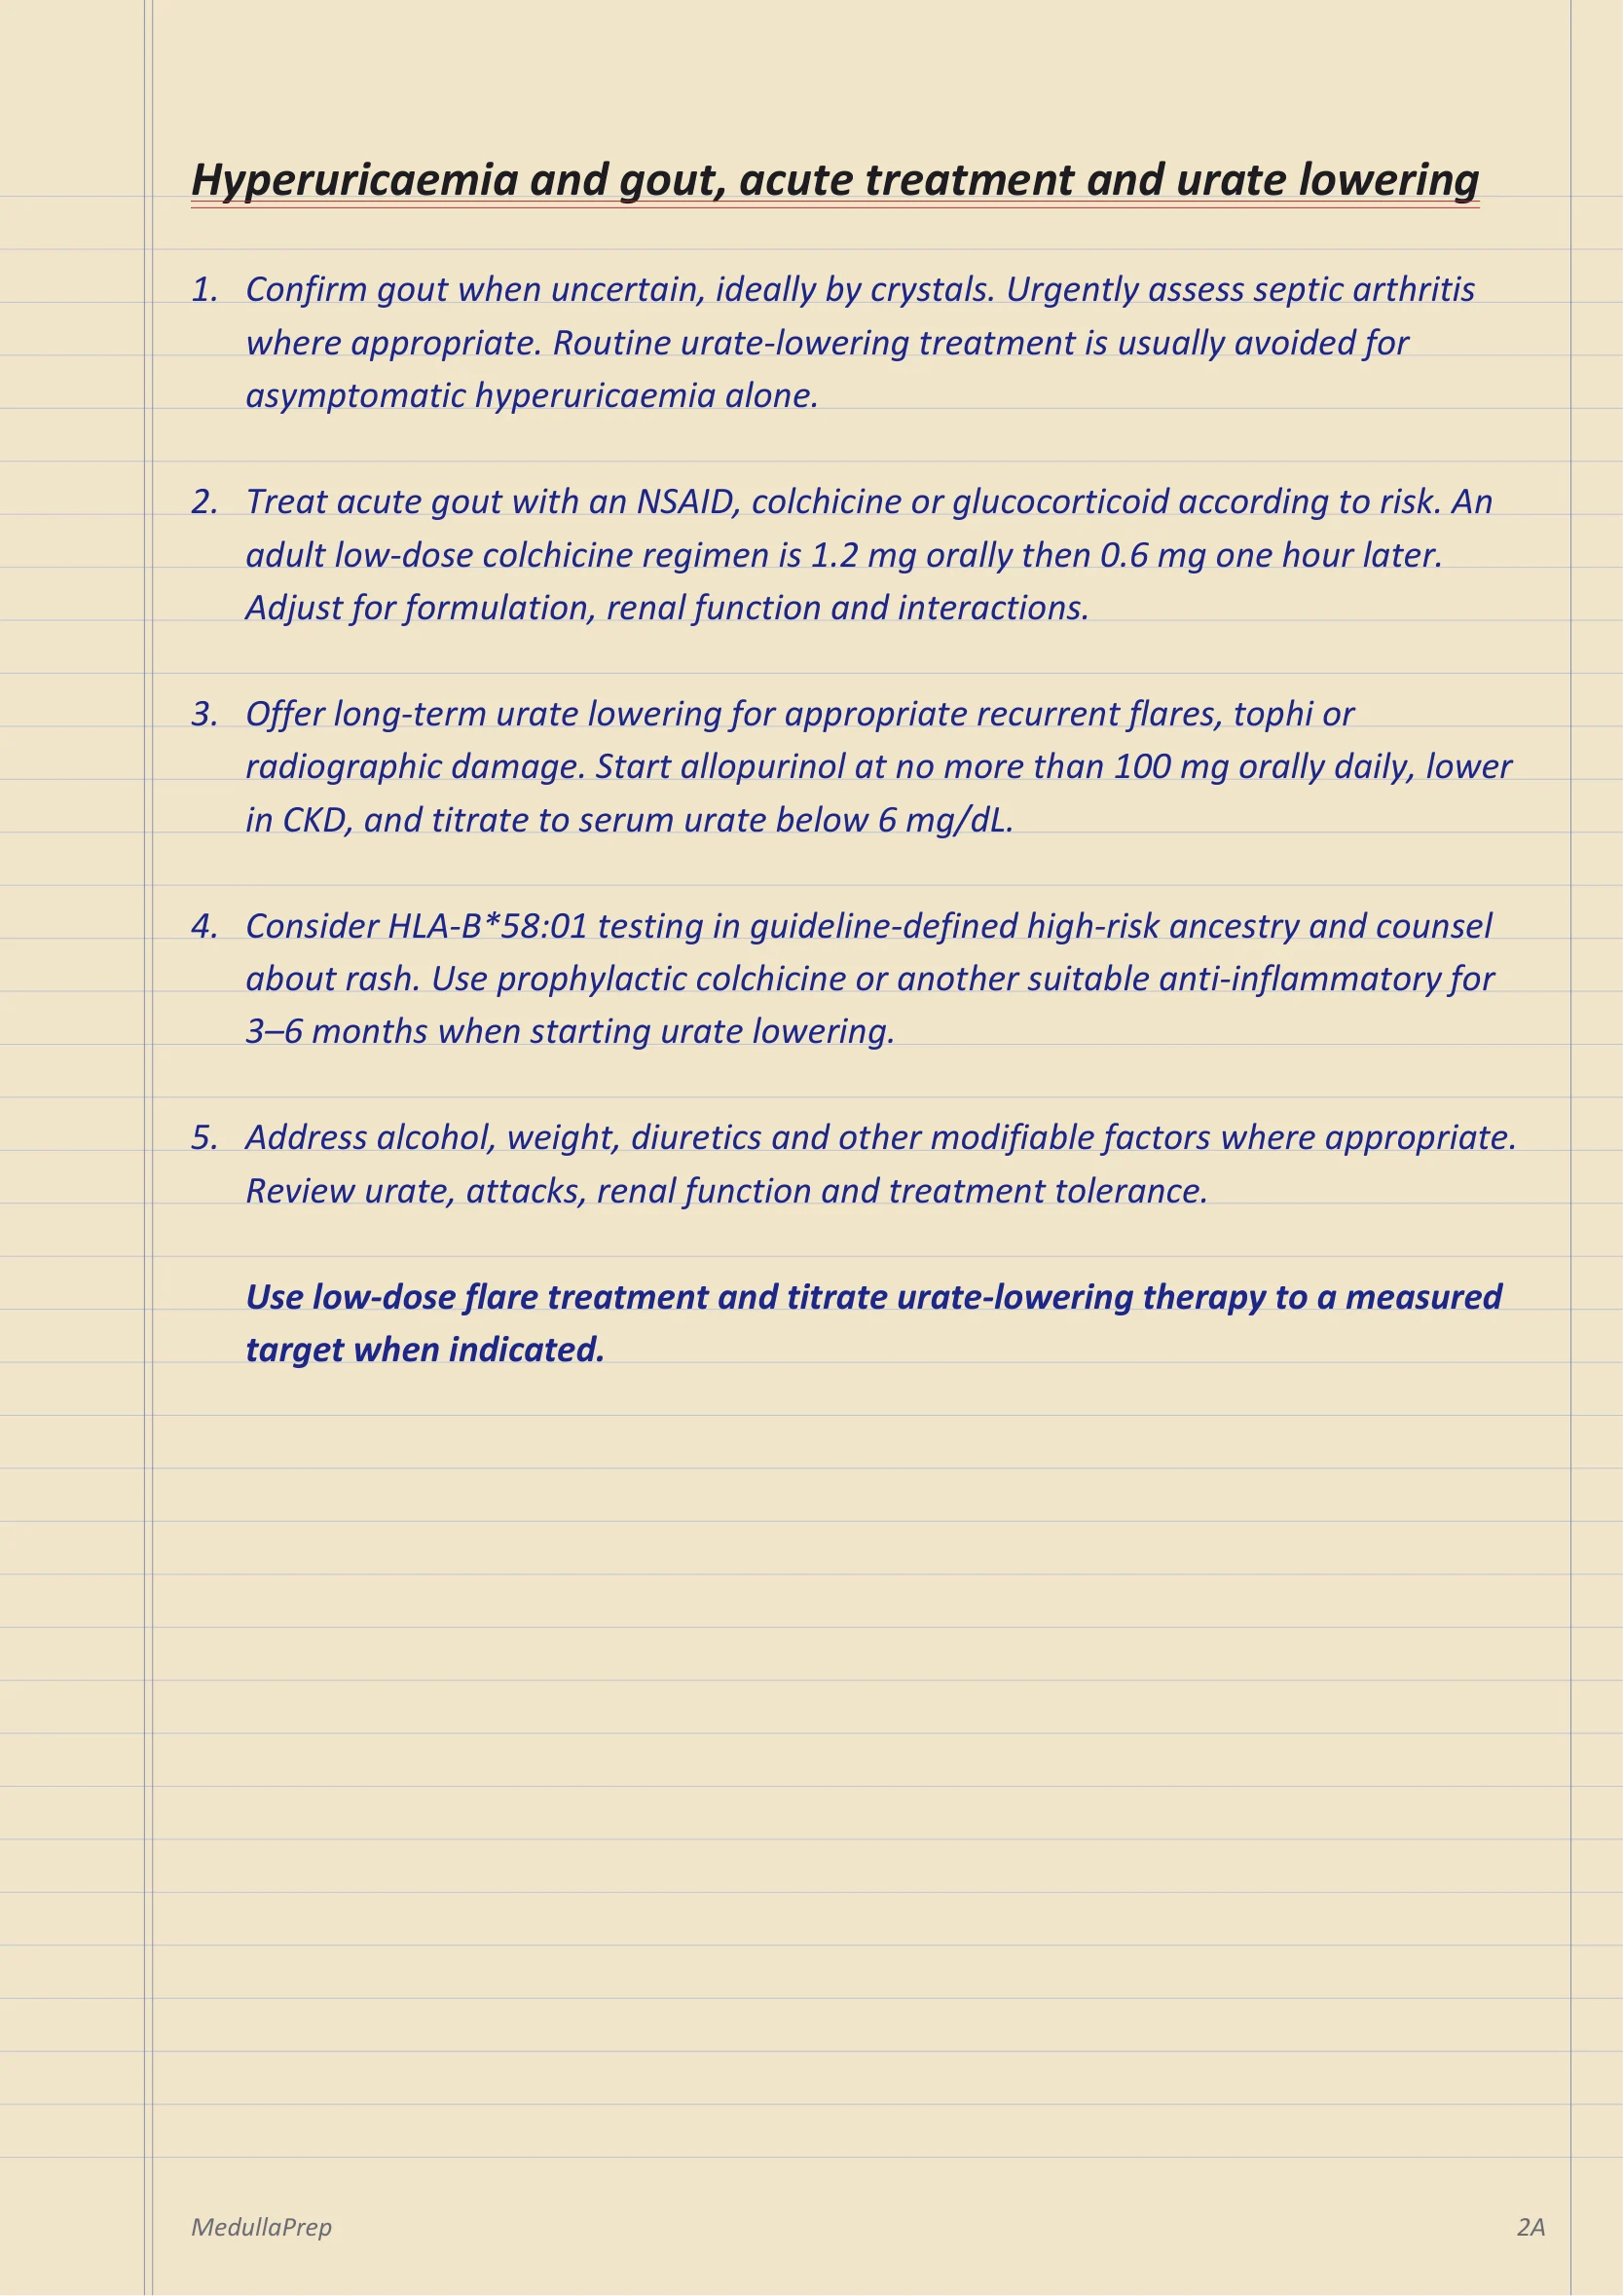 Hyperuricaemia and gout, acute treatment and urate lowering
1. Confirm gout when uncertain, ideally by crystals. Urgently assess septic arthritis
where appropriate. Routine urate-lowering treatment is usually avoided for
asymptomatic hyperuricaemia alone.
2. Treat acute gout with an NSAID, colchicine or glucocorticoid according to risk. An
adult low-dose colchicine regimen is 1.2 mg orally then 0.6 mg one hour later.
Adjust for formulation, renal function and interactions.
3. Offer long-term urate lowering for appropriate recurrent flares, tophi or
radiographic damage. Start allopurinol at no more than 100 mg orally daily, lower
in CKD, and titrate to serum urate below 6 mg/dL.
4. Consider HLA-B*58:01 testing in guideline-defined high-risk ancestry and counsel
about rash. Use prophylactic colchicine or another suitable anti-inflammatory for
3–6 months when starting urate lowering.
5. Address alcohol, weight, diuretics and other modifiable factors where appropriate.
Review urate, attacks, renal function and treatment tolerance.
Use low-dose flare treatment and titrate urate-lowering therapy to a measured
target when indicated.
MedullaPrep
2A